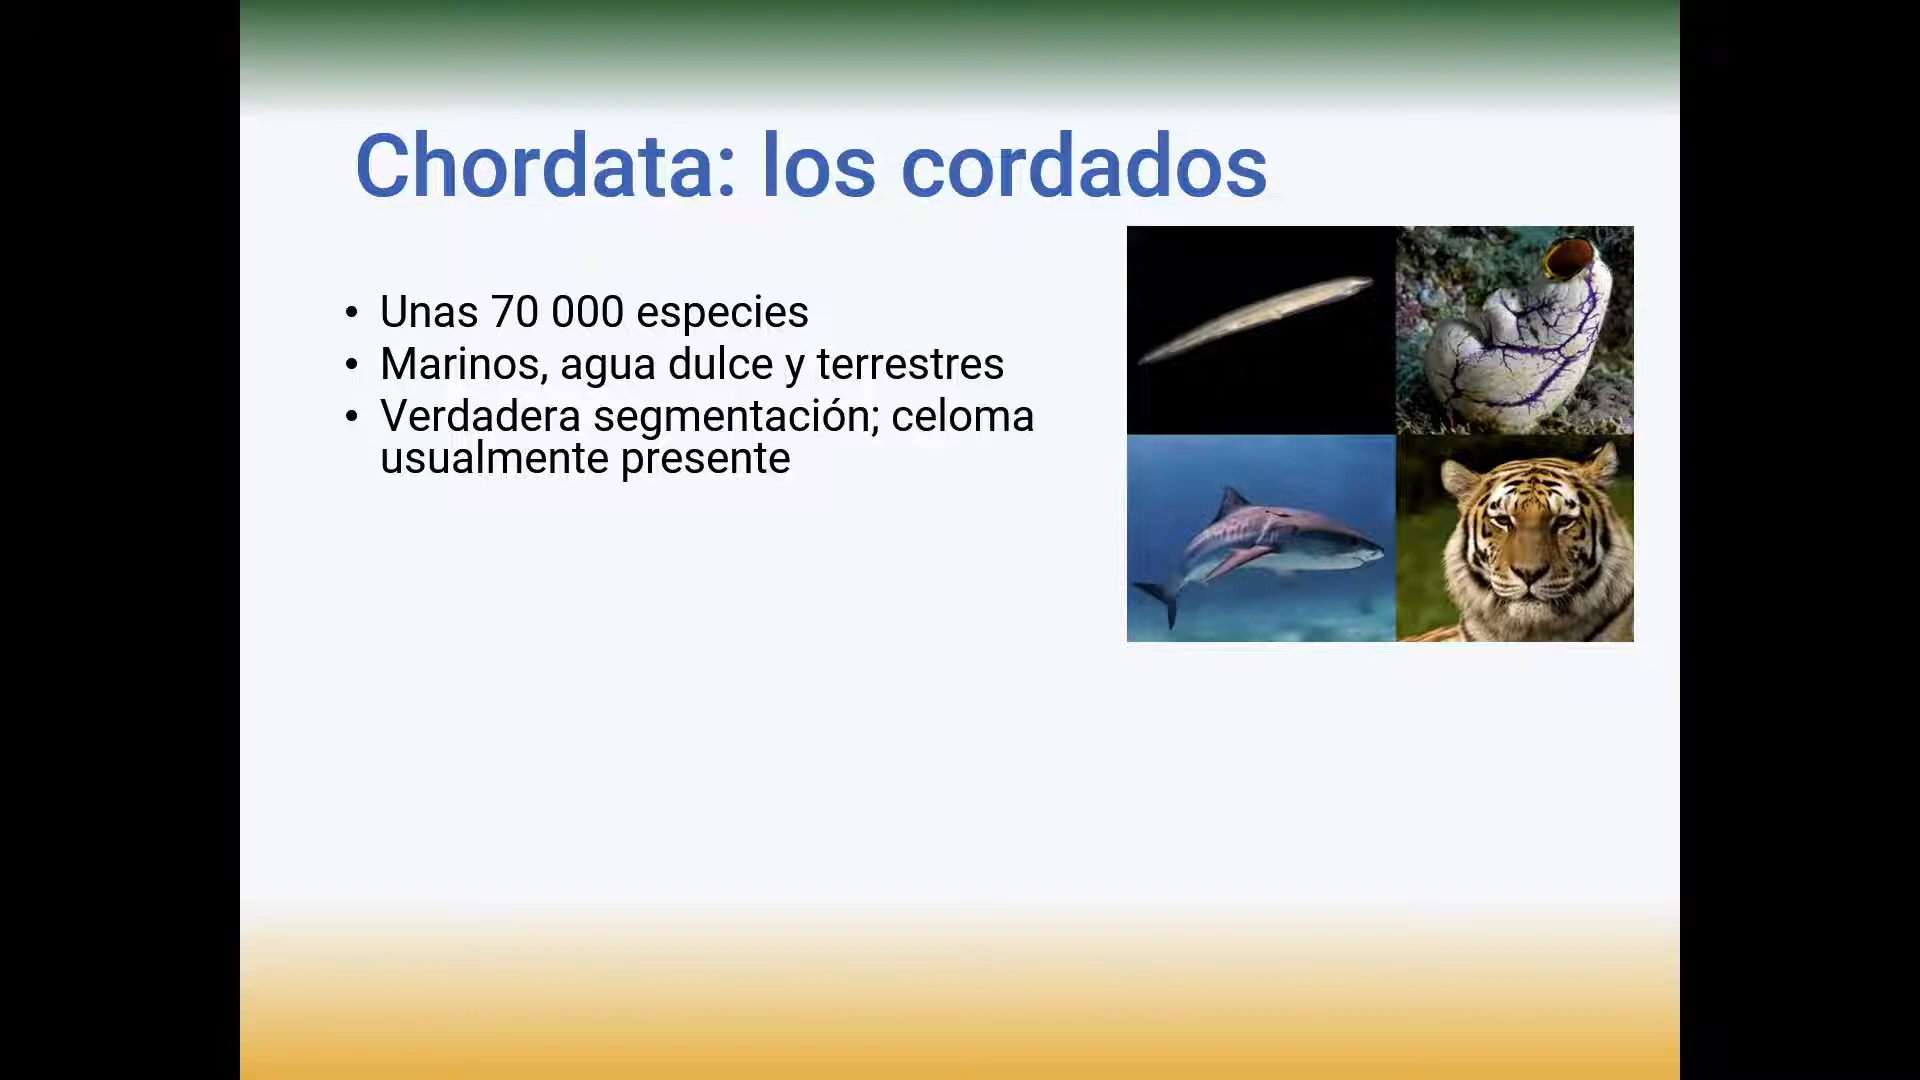 Chordata: los cordados
• Unas 70 000 especies
• Marinos, agua dulce y terrestres
• Verdadera segmentación; celoma
usualmente presente